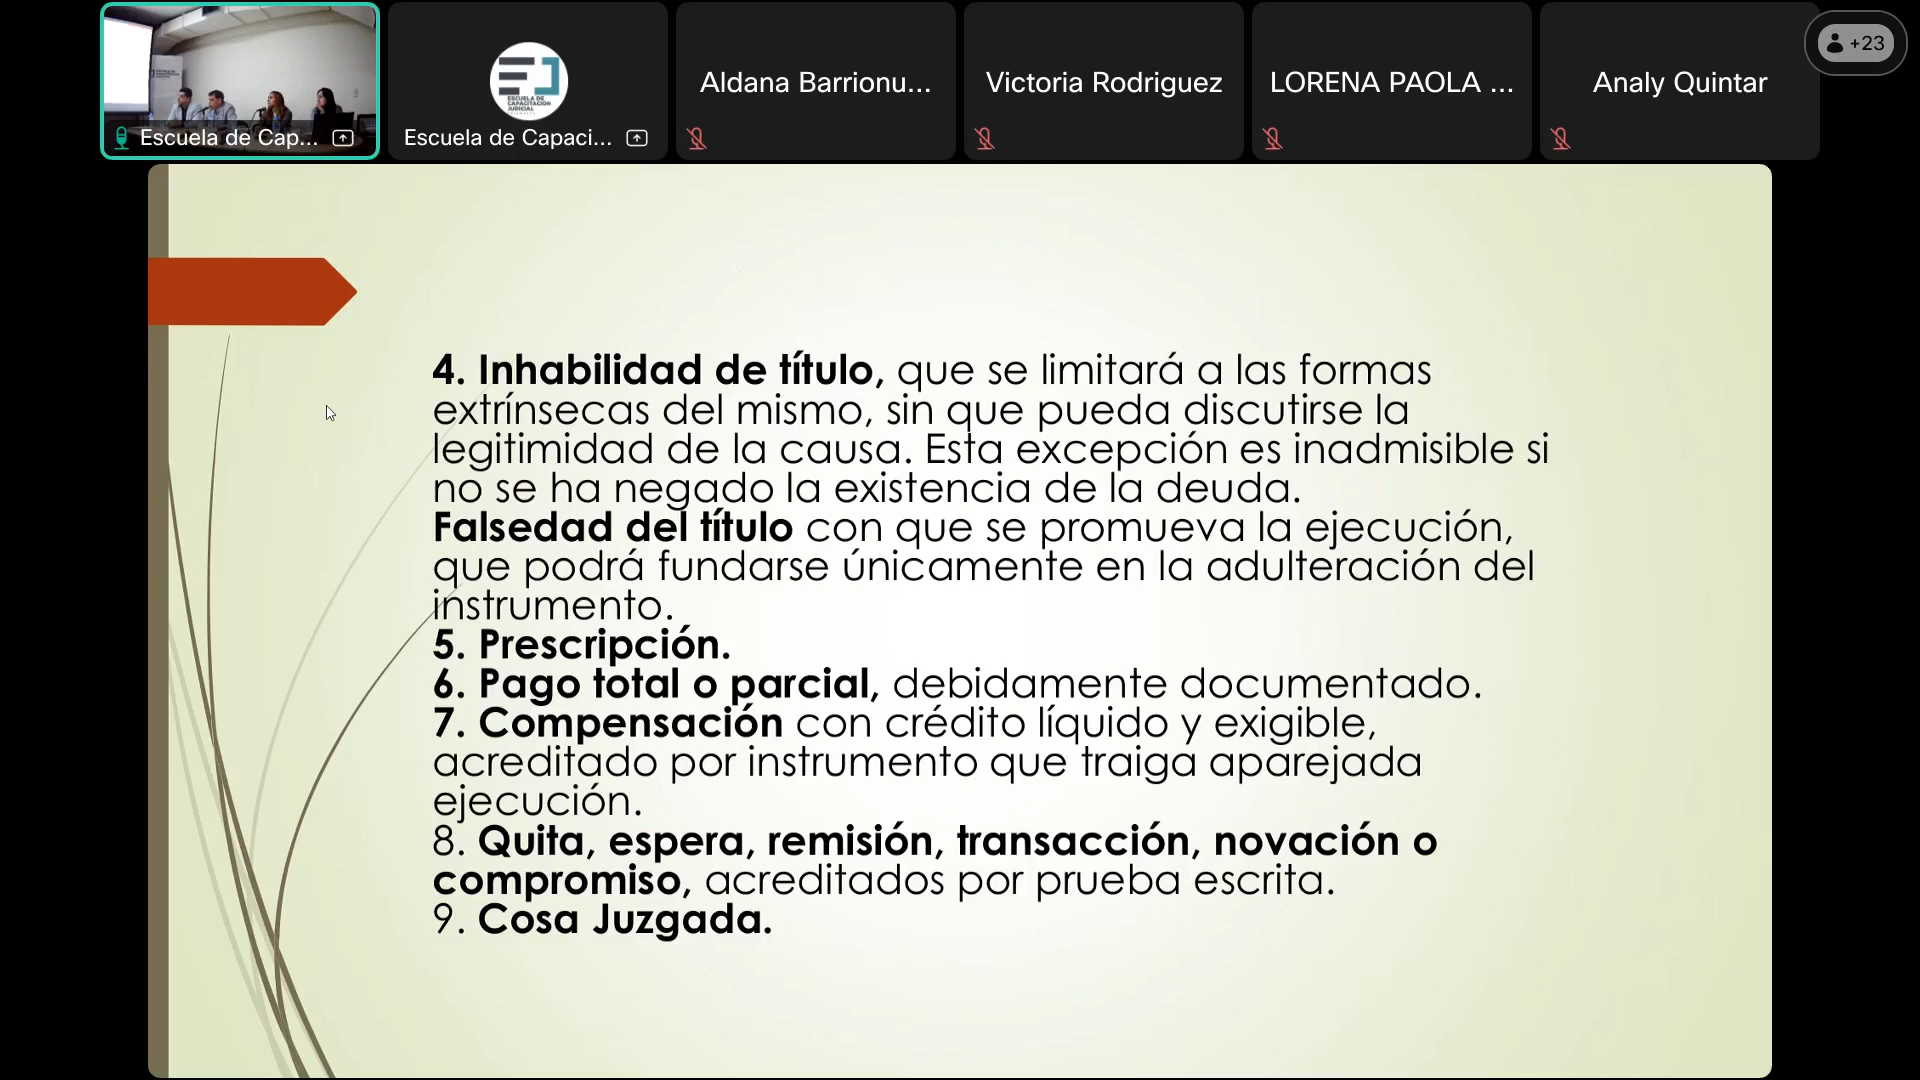 Escuela de Cap...
ESCUELA DE
CAPACITACIÓN
JUDICIAL
Escuela de Capaci...
Aldana Barrionu...
Victoria Rodriguez
LORENA PAOLA ...
Analy Quintar
+23
4. Inhabilidad de título, que se limitará a las formas
extrínsecas del mismo, sin que pueda discutirse la
legitimidad de la causa. Esta excepción es inadmisible si
no se ha negado la existencia de la deuda.
Falsedad del título con que se promueva la ejecución,
que podrá fundarse únicamente en la adulteración del
instrumento.
5. Prescripción.
6. Pago total o parcial, debidamente documentado.
7. Compensación con crédito líquido y exigible,
acreditado por instrumento que traiga aparejada
ejecución.
8. Quita, espera, remisión, transacción, novación o
compromiso, acreditados por prueba escrita.
9. Cosa Juzgada.